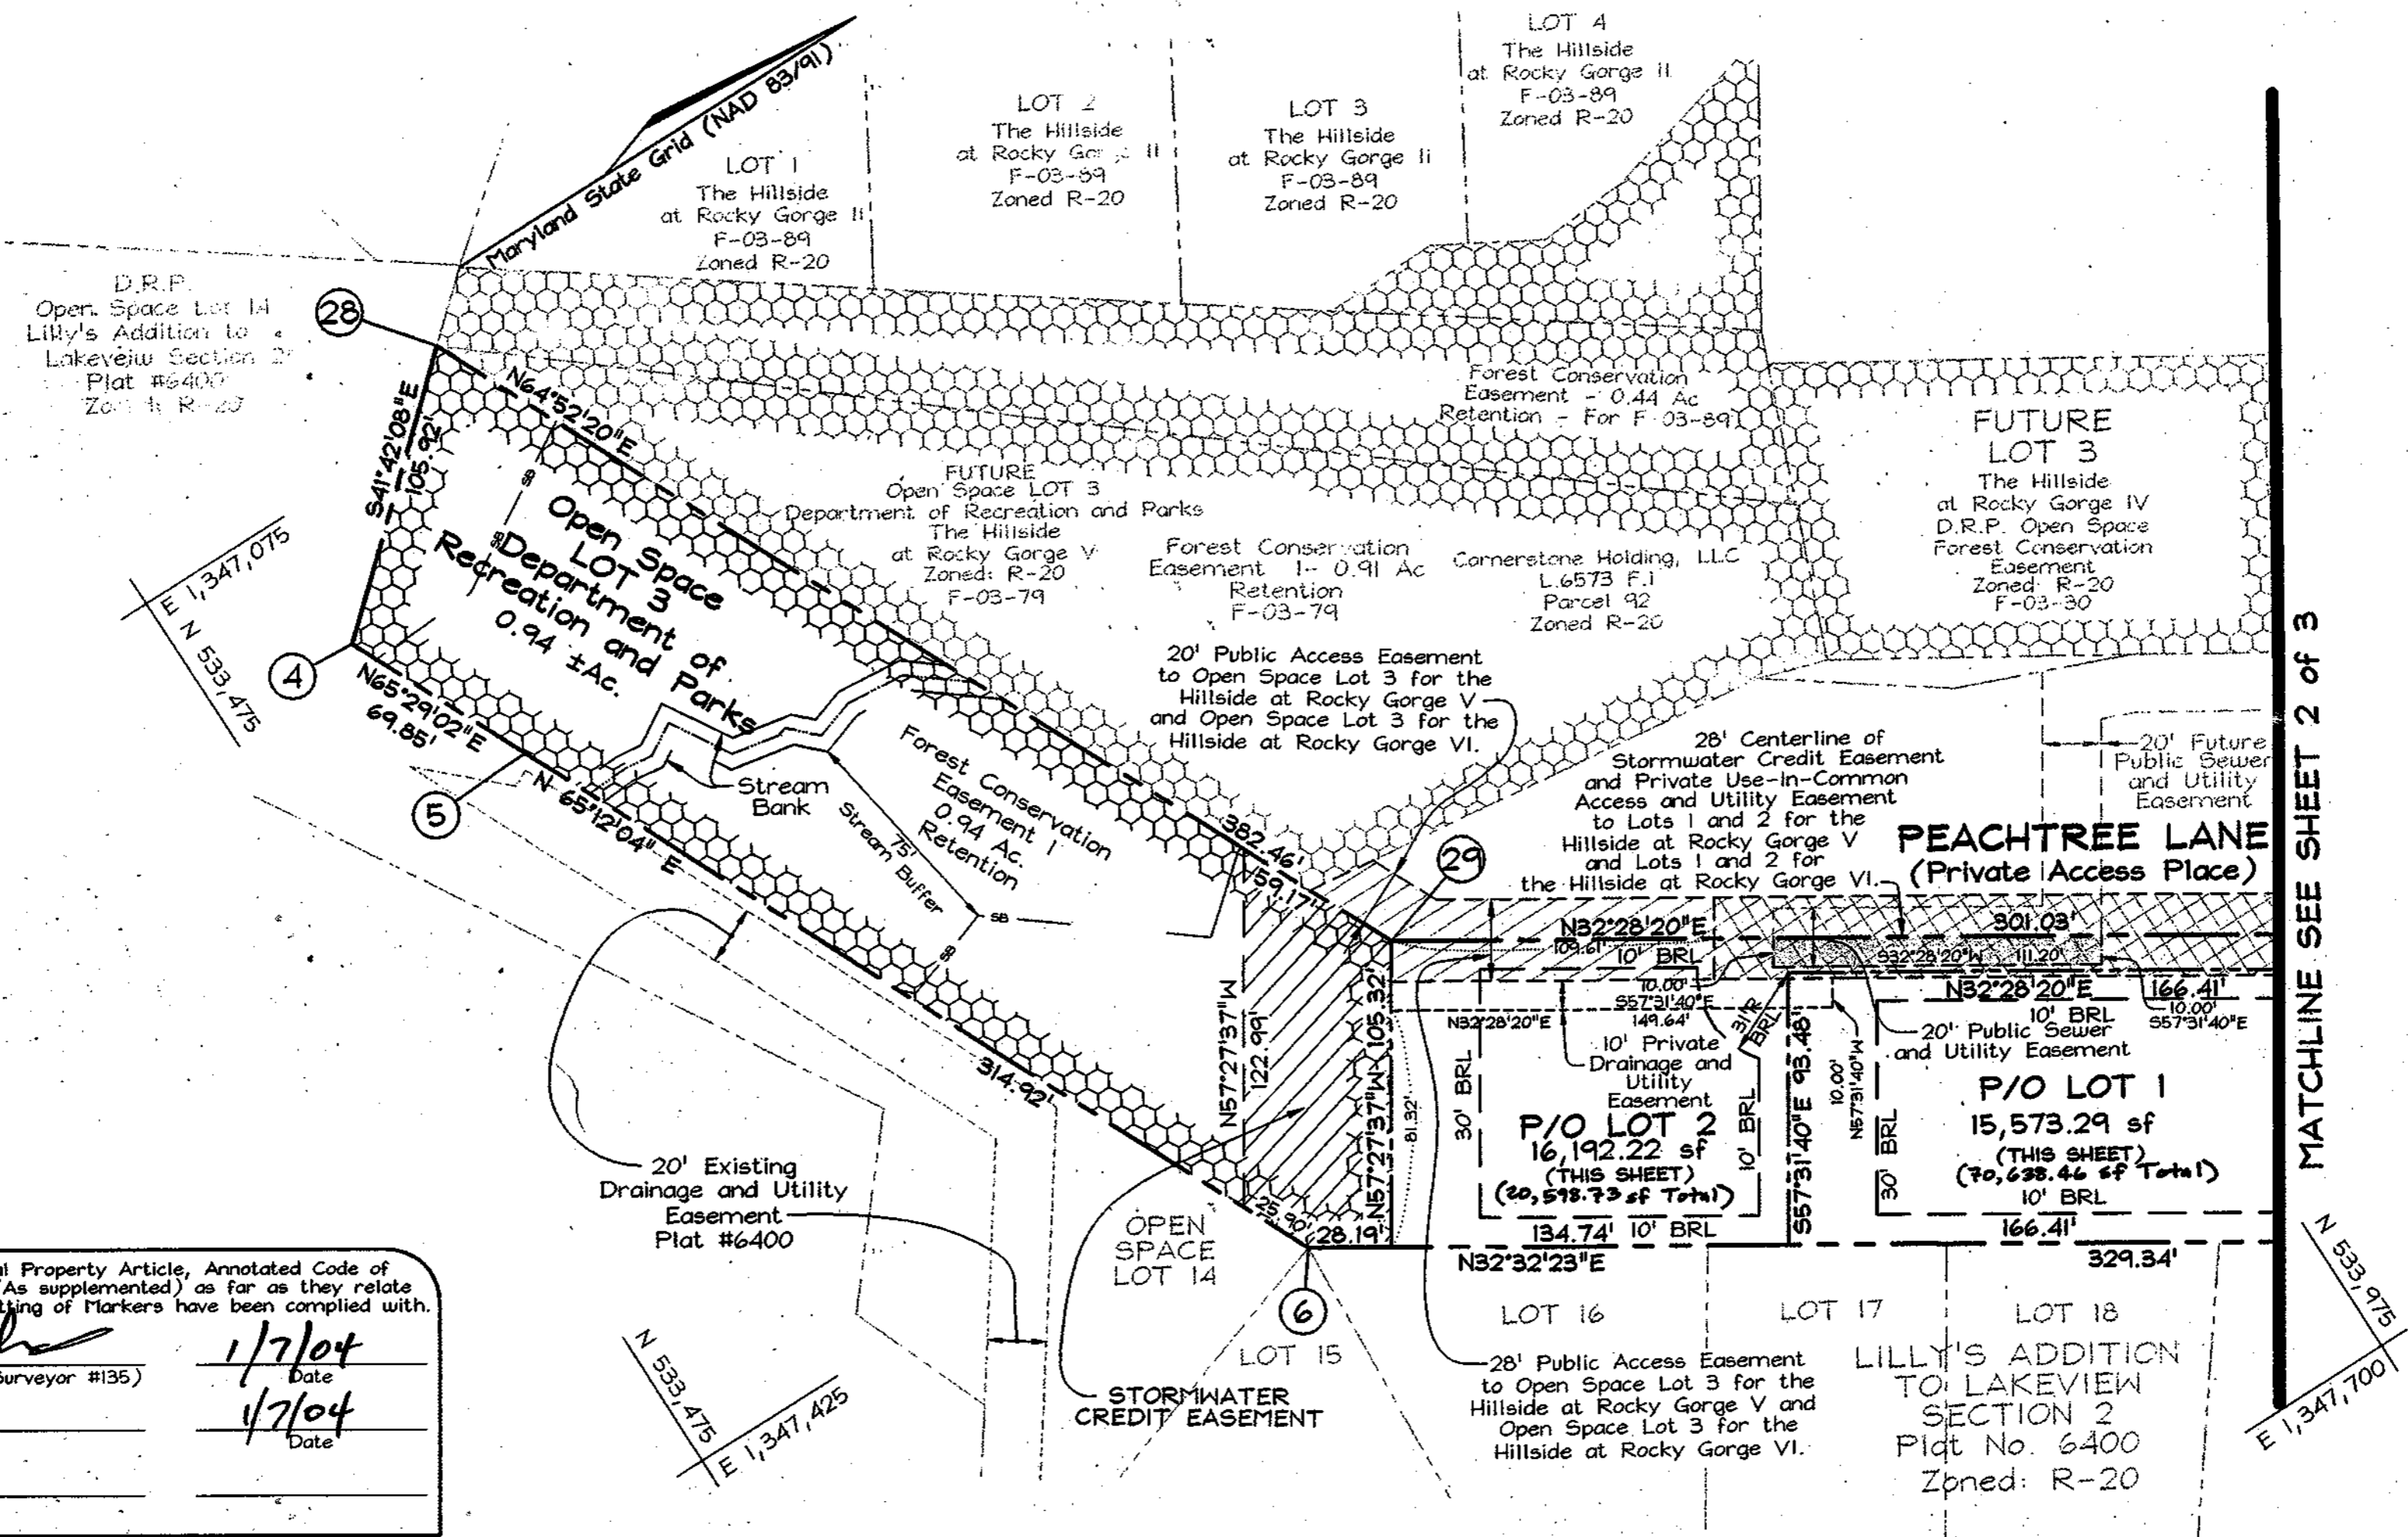 Maryland State Grid (NAD 83/91)
LOT 1
The Hillside
at Rocky Gorge II
F-03-89
Zoned R-20
LOT 2
The Hillside
at Rocky II
F-03-89
Zoned R-20
LOT 3
The Hillside
at Rocky Gorge II
F-03-89
Zoned R-20
LOT 4
The Hillside
at Rocky Gorge II
F-03-89
Zoned R-20
D.R.P.
Open Space Lot 14
Lilly's Addition to
Lakeveiw Section 2
Plat #6400
R-20
28
S41°42'08"E
105.92'
N64°52'20"E
382.46'
59.17'
Open Space
LOT 3
Department of
Recreation and Parks
0.94 ±Ac.
SB
SB
E 1,347,075
N 533,475
4
N65°29'02"E
69.85'
5
N 65°12'04" E
314.92'
Stream
Bank
75'
Stream Buffer
SB
SB
Forest Conservation
Easement 1
0.94 Ac.
Retention
FUTURE
Open Space LOT 3
Department of Recreation and Parks
The Hillside
at Rocky Gorge V
Zoned: R-20
F-03-79
Forest Conservation
Easement 1- 0.91 Ac
Retention
F-03-79
Cornerstone Holding, LLC
L.6573 F.1
Parcel 92
Zoned R-20
Forest Conservation
Easement - 0.44 Ac
Retention - For F-03-89
FUTURE
LOT 3
The Hillside
at Rocky Gorge IV
D.R.P. Open Space
Forest Conservation
Easement
Zoned: R-20
F-03-30
20' Public Access Easement
to Open Space Lot 3 for the
Hillside at Rocky Gorge V
and Open Space Lot 3 for the
Hillside at Rocky Gorge VI.
28' Centerline of
Stormwater Credit Easement
and Private Use-In-Common
Access and Utility Easement
to Lots 1 and 2 for the
Hillside at Rocky Gorge V
and Lots 1 and 2 for
the Hillside at Rocky Gorge VI.
20' Future
Public Sewer
and Utility
Easement
PEACHTREE LANE
(Private Access Place)
MATCHLINE SEE SHEET 2 of 3
29
N32°28'20"E
301.03'
109.61'
10' BRL
S32°28'20"W 111.20'
10.00'
S57°31'40"E
N32°28'20"E
149.64'
N32°28'20"E 166.41'
10' BRL
10.00'
S57°31'40"E
31' R
BRL
10' Private
Drainage and
Utility
Easement
20' Public Sewer
and Utility Easement
10.00'
N57°31'40"W
N57°27'37"W
122.99'
N57°27'37"W 105.32'
81.32'
30' BRL
P/O LOT 2
16,192.22 sf
(THIS SHEET)
(20,598.73 sf Total)
10' BRL
S57°31'40"E 93.48'
30' BRL
P/O LOT 1
15,573.29 sf
(THIS SHEET)
(70,638.46 sf Total)
10' BRL
25.90'
28.19'
134.74' 10' BRL
166.41'
N32°32'23"E
329.34'
20' Existing
Drainage and Utility
Easement
Plat #6400
OPEN
SPACE
LOT 14
6
LOT 15
LOT 16
LOT 17
LOT 18
LILLY'S ADDITION
TO LAKEVIEW
SECTION 2
Plat No. 6400
Zoned: R-20
N 533,975
E 1,347,700
STORMWATER
CREDIT EASEMENT
28' Public Access Easement
to Open Space Lot 3 for the
Hillside at Rocky Gorge V and
Open Space Lot 3 for the
Hillside at Rocky Gorge VI.
N 533,475
E 1,347,425
Property Article, Annotated Code of
(As supplemented) as far as they relate
of Markers have been complied with.
1/7/04
Surveyor #135)
Date
1/7/04
Date